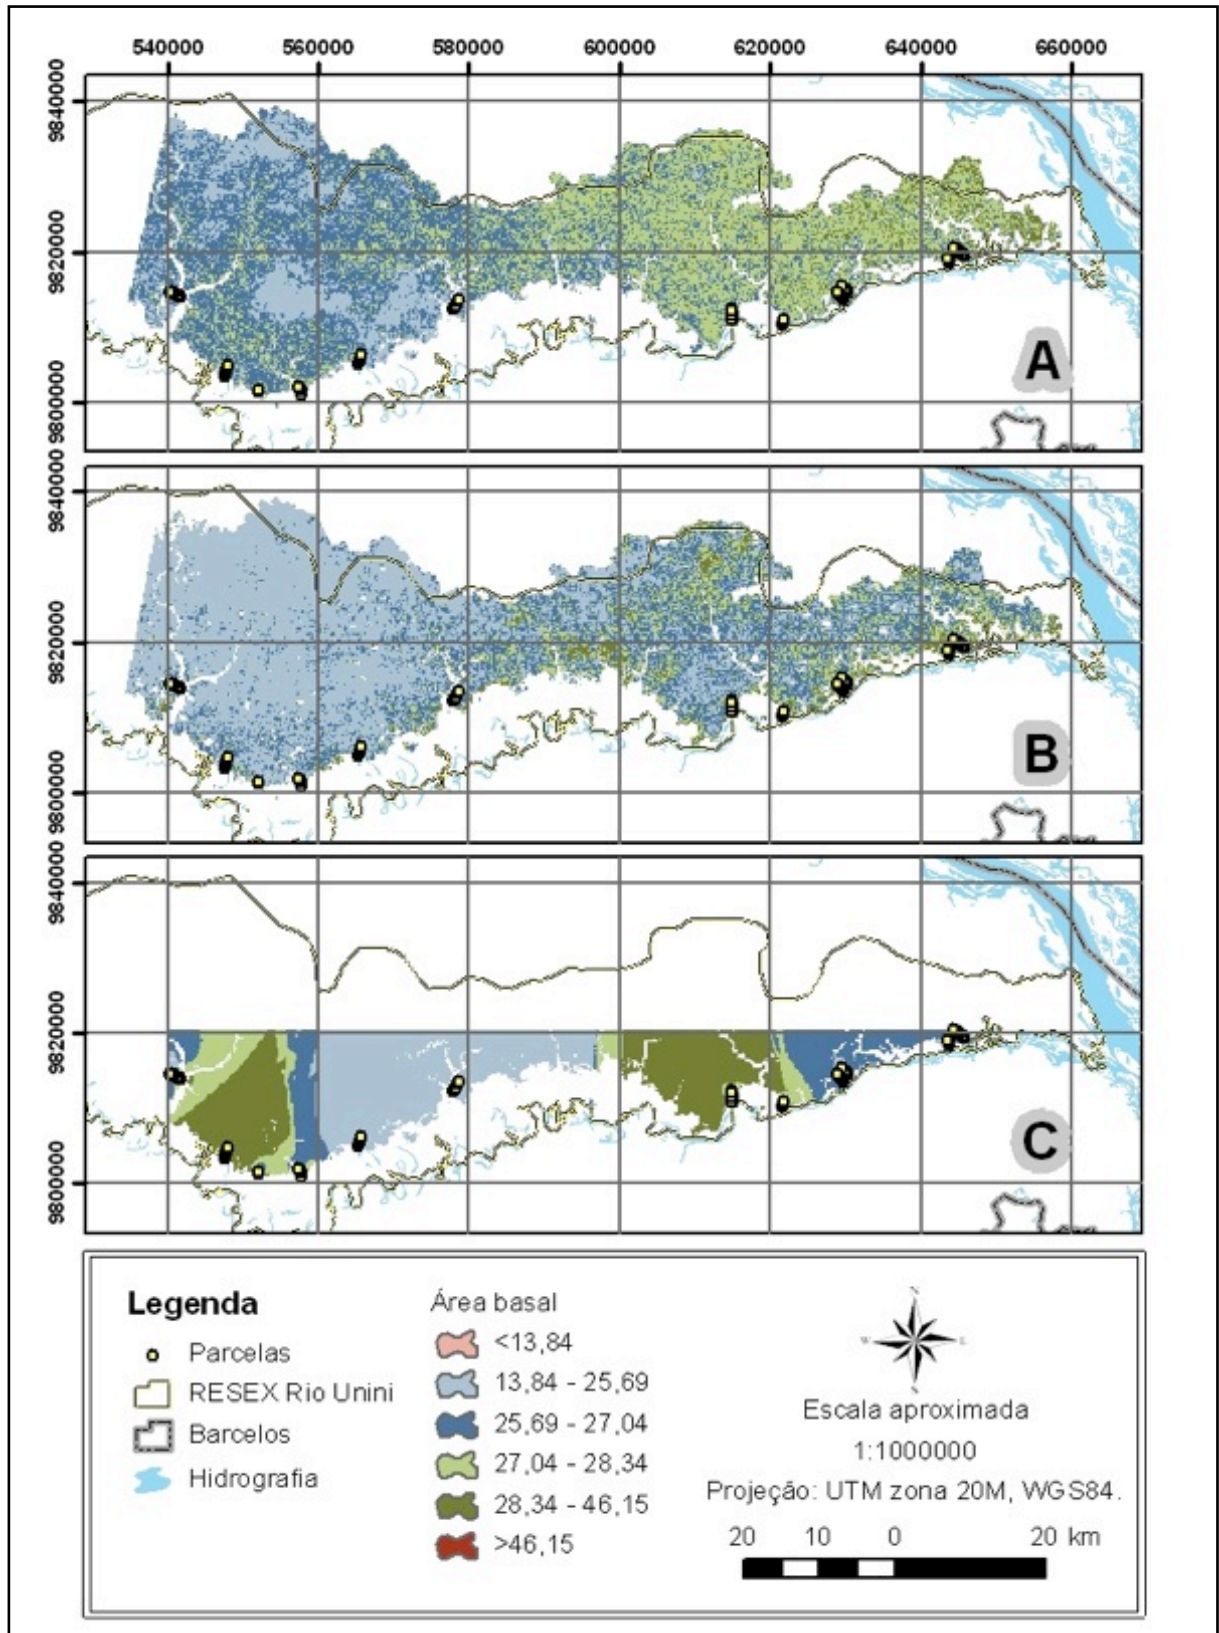 540000 560000 580000 600000 620000 640000 660000
9840000
9820000
9800000
A
9840000
9820000
9800000
B
9840000
9820000
9800000
C
Legenda
Parcelas
RESEX Rio Unini
Barcelos
Hidrografia
Área basal
<13,84
13,84 - 25,69
25,69 - 27,04
27,04 - 28,34
28,34 - 46,15
>46,15
N
W L
S
Escala aproximada
1:1000000
Projeção: UTM zona 20M, WGS84.
20 10 0 20 km